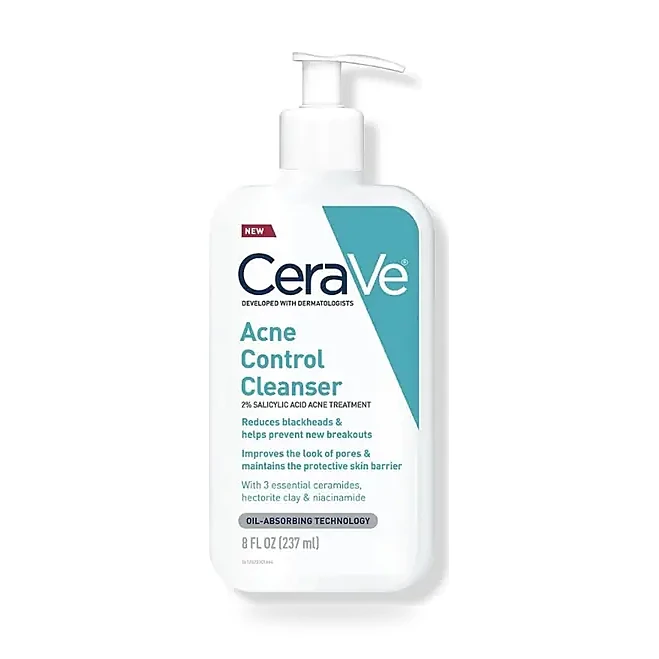 NEW
CeraVe®
DEVELOPED WITH DERMATOLOGISTS
Acne
Control
Cleanser
2% SALICYLIC ACID ACNE TREATMENT
Reduces blackheads &
helps prevent new breakouts
Improves the look of pores &
maintains the protective skin barrier
With 3 essential ceramides,
hectorite clay & niacinamide
OIL-ABSORBING TECHNOLOGY
8 FL OZ (237 ml)